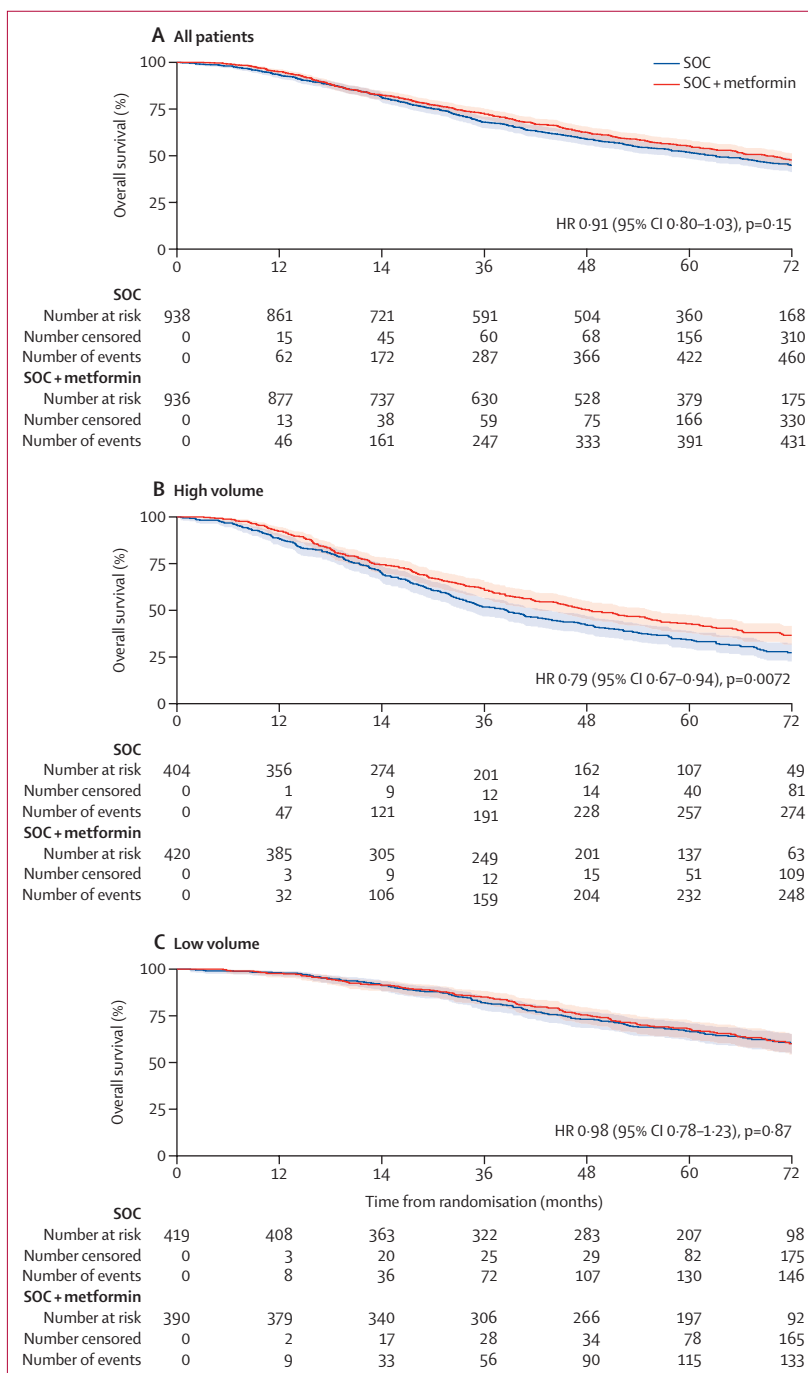 A All patients
SOC
SOC + metformin
100
75
50
25
0
Overall survival (%)
HR 0·91 (95% CI 0·80–1·03), p=0·15
0 12 14 36 48 60 72
SOC
Number at risk 938 861 721 591 504 360 168
Number censored 0 15 45 60 68 156 310
Number of events 0 62 172 287 366 422 460
SOC + metformin
Number at risk 936 877 737 630 528 379 175
Number censored 0 13 38 59 75 166 330
Number of events 0 46 161 247 333 391 431
B High volume
100
75
50
25
0
Overall survival (%)
HR 0·79 (95% CI 0·67–0·94), p=0·0072
0 12 14 36 48 60 72
SOC
Number at risk 404 356 274 201 162 107 49
Number censored 0 1 9 12 14 40 81
Number of events 0 47 121 191 228 257 274
SOC + metformin
Number at risk 420 385 305 249 201 137 63
Number censored 0 3 9 12 15 51 109
Number of events 0 32 106 159 204 232 248
C Low volume
100
75
50
25
0
Overall survival (%)
HR 0·98 (95% CI 0·78–1·23), p=0·87
0 12 14 36 48 60 72
Time from randomisation (months)
SOC
Number at risk 419 408 363 322 283 207 98
Number censored 0 3 20 25 29 82 175
Number of events 0 8 36 72 107 130 146
SOC + metformin
Number at risk 390 379 340 306 266 197 92
Number censored 0 2 17 28 34 78 165
Number of events 0 9 33 56 90 115 133